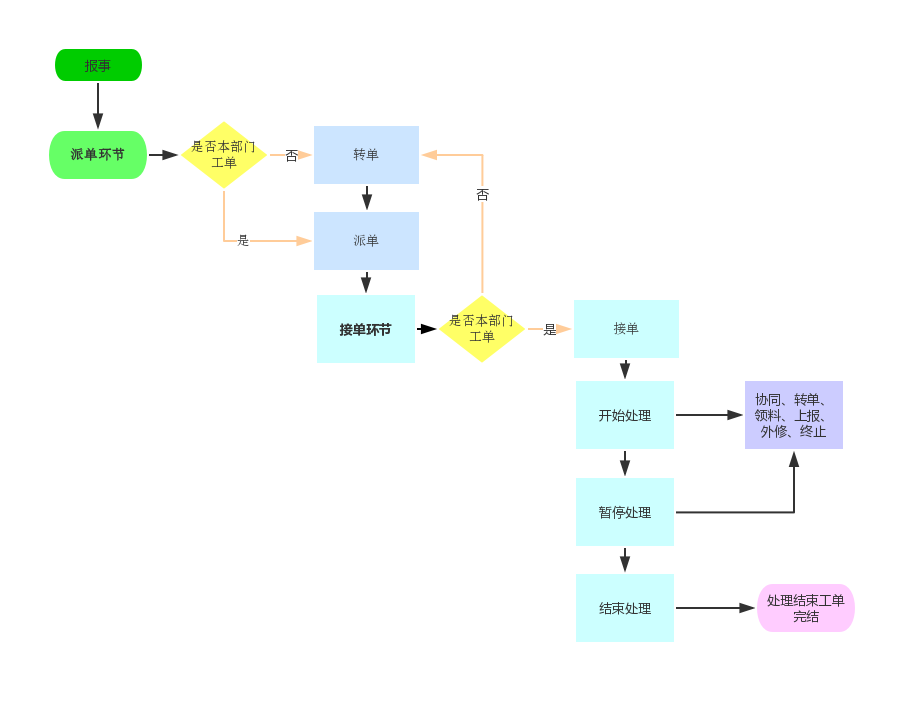 报事
派单环节
是否本部门
工单
否
转单
是
派单
否
接单环节
是否本部门
工单
是
接单
开始处理
协同、转单、
领料、上报、
外修、终止
暂停处理
结束处理
处理结束工单
完结